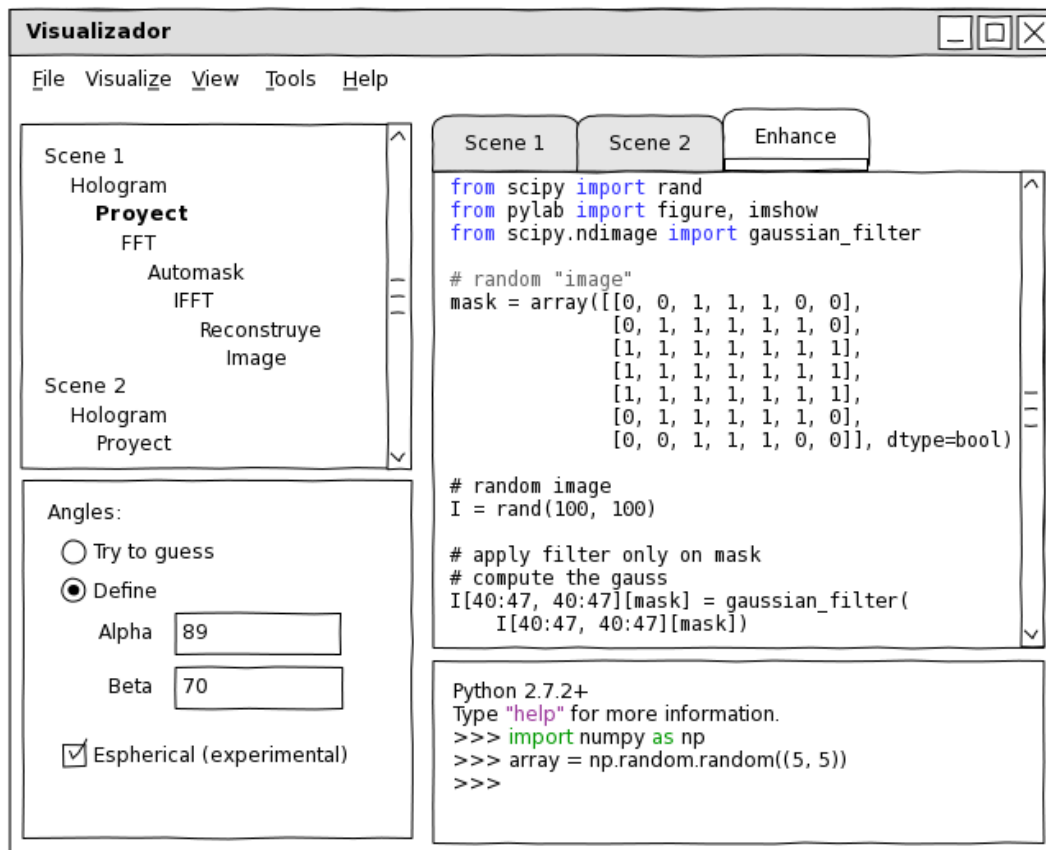 Visualizador
File Visualize View Tools Help
Scene 1
Hologram
Proyect
FFT
Automask
IFFT
Reconstruye
Image
Scene 2
Hologram
Proyect
Angles:
Try to guess
Define
Alpha 89
Beta 70
Espherical (experimental)
Scene 1 Scene 2 Enhance
from scipy import rand
from pylab import figure, imshow
from scipy.ndimage import gaussian_filter
# random "image"
mask = array([[0, 0, 1, 1, 1, 0, 0],
[0, 1, 1, 1, 1, 1, 0],
[1, 1, 1, 1, 1, 1, 1],
[1, 1, 1, 1, 1, 1, 1],
[1, 1, 1, 1, 1, 1, 1],
[0, 1, 1, 1, 1, 1, 0],
[0, 0, 1, 1, 1, 0, 0]], dtype=bool)
# random image
I = rand(100, 100)
# apply filter only on mask
# compute the gauss
I[40:47, 40:47][mask] = gaussian_filter(
I[40:47, 40:47][mask])
Python 2.7.2+
Type "help" for more information.
>>> import numpy as np
>>> array = np.random.random((5, 5))
>>>